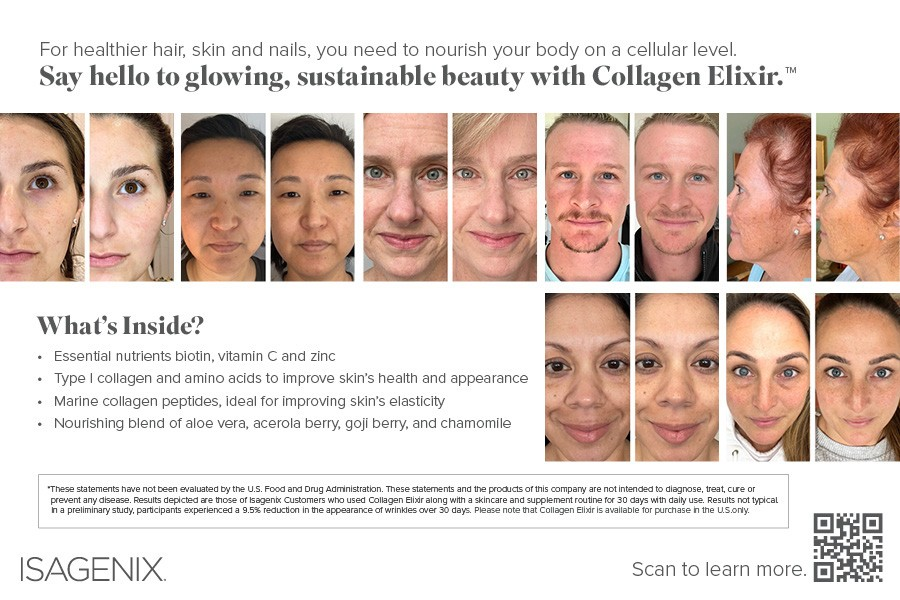 For healthier hair, skin and nails, you need to nourish your body on a cellular level.
Say hello to glowing, sustainable beauty with Collagen Elixir.™
What's Inside?
• Essential nutrients biotin, vitamin C and zinc
• Type I collagen and amino acids to improve skin's health and appearance
• Marine collagen peptides, ideal for improving skin's elasticity
• Nourishing blend of aloe vera, acerola berry, goji berry, and chamomile
*These statements have not been evaluated by the U.S. Food and Drug Administration. These statements and the products of this company are not intended to diagnose, treat, cure or
prevent any disease. Results depicted are those of Isagenix Customers who used Collagen Elixir along with a skincare and supplement routine for 30 days with daily use. Results not typical.
In a preliminary study, participants experienced a 9.5% reduction in the appearance of wrinkles over 30 days. Please note that Collagen Elixir is available for purchase in the U.S.only.
ISAGENIX.
Scan to learn more.